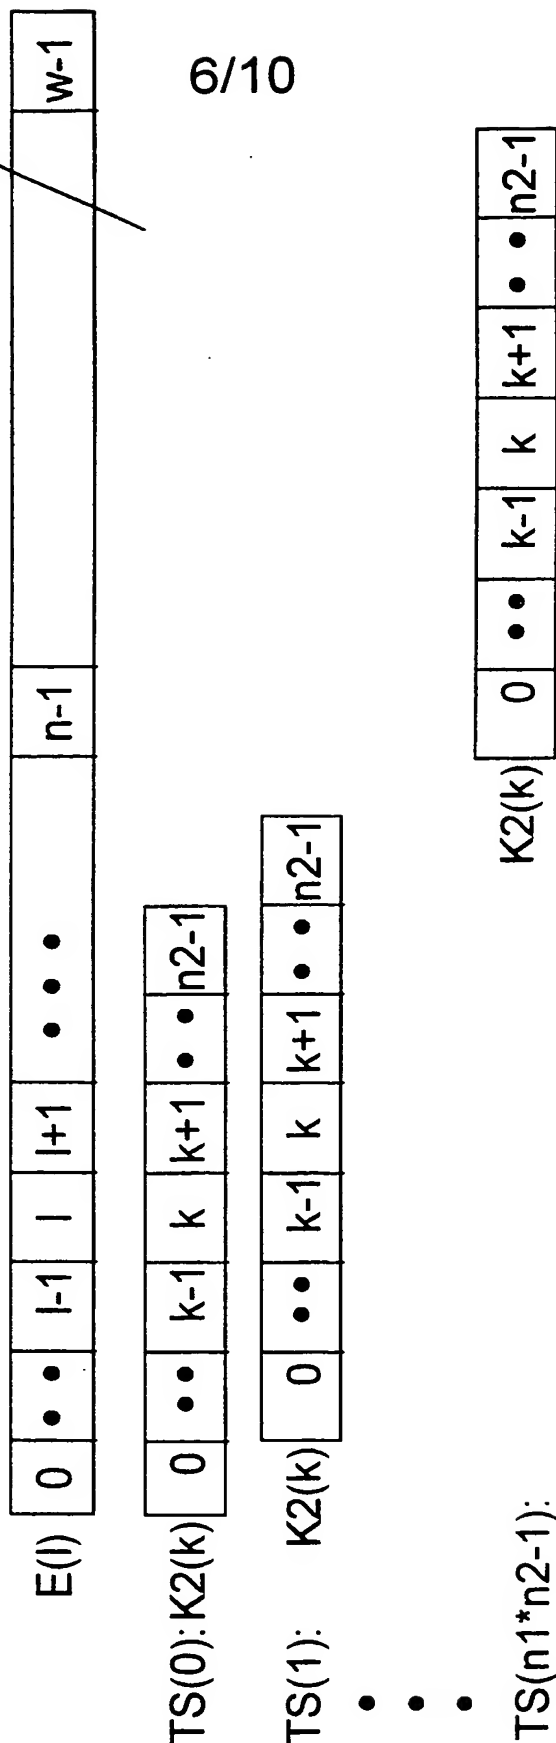 6/10
E(l) 0 •• l-1 l l+1 ••• n-1 w-1
TS(0): K2(k) 0 •• k-1 k k+1 •• n2-1
TS(1): K2(k) 0 •• k-1 k k+1 •• n2-1
•••
TS(n1*n2-1): K2(k) 0 •• k-1 k k+1 •• n2-1